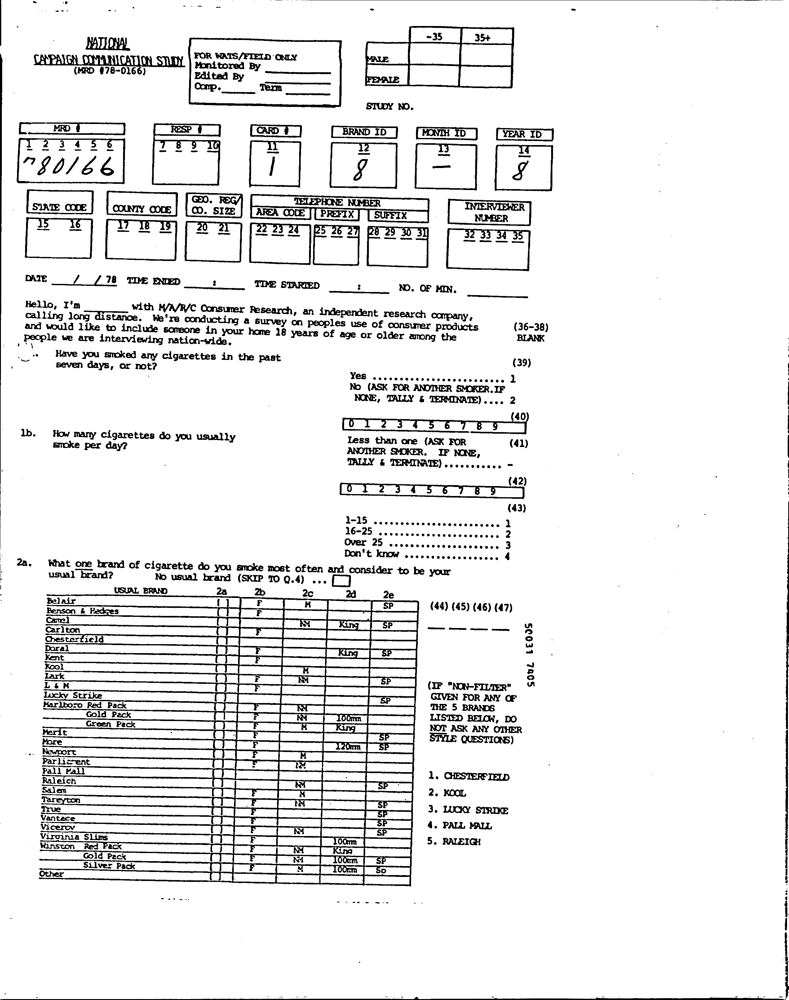 NATIONAL
CAMPAIGN COMMUNICATION STUDY
(MRD #78-0166)
FOR WATS/FIELD ONLY
Monitored By
Edited By
Comp. Term
-35 35+
MALE
FEMALE
STUDY NO.
MRD # RESP # CARD # BRAND ID MONTH ID YEAR ID
1 2 3 4 5 6 7 8 9 10 11 12 13 14
780166 1 8 – 8
STATE CODE COUNTY CODE GEO. REG/ CO. SIZE TELEPHONE NUMBER INTERVIEWER NUMBER
AREA CODE PREFIX SUFFIX
15 16 17 18 19 20 21 22 23 24 25 26 27 28 29 30 31 32 33 34 35
DATE / / 78 TIME ENDED : TIME STARTED : NO. OF MIN.
Hello, I'm ______ with M/A/R/C Consumer Research, an independent research company,
calling long distance. We're conducting a survey on peoples use of consumer products
and would like to include someone in your home 18 years of age or older among the
people we are interviewing nation-wide.
(36-38)
BLANK
Have you smoked any cigarettes in the past
seven days, or not?
(39)
Yes ........................ 1
No (ASK FOR ANOTHER SMOKER.IF
NONE, TALLY & TERMINATE).... 2
(40)
0 1 2 3 4 5 6 7 8 9
1b. How many cigarettes do you usually
smoke per day?
Less than one (ASK FOR (41)
ANOTHER SMOKER. IF NONE,
TALLY & TERMINATE)........... -
(42)
0 1 2 3 4 5 6 7 8 9
(43)
1-15 ....................... 1
16-25 ...................... 2
Over 25 .................... 3
Don't know ................. 4
2a. What one brand of cigarette do you smoke most often and consider to be your
usual brand? No usual brand (SKIP TO Q.4) ...
USUAL BRAND 2a 2b 2c 2d 2e
Belair ( ) F M SP
Benson & Hedges ( ) F
Camel ( ) NM King SP
Carlton ( ) F
Chesterfield ( )
Doral ( ) F King SP
Kent ( ) F
Kool ( ) M
Lark ( ) F NM SP
L & M ( ) F
Lucky Strike ( ) SP
Marlboro Red Pack ( ) F NM
Gold Pack ( ) F NM 100mm
Green Pack ( ) F M King
Merit ( ) F SP
More ( ) F 120mm SP
Newport ( ) F M
Parliament ( ) F NM
Pall Mall ( )
Raleigh ( ) NM SP
Salem ( ) F M
Tareyton ( ) F NM SP
True ( ) F SP
Vantage ( ) F SP
Viceroy ( ) F NM SP
Virginia Slims ( ) F 100mm
Winston Red Pack ( ) F NM King
Gold Pack ( ) F NM 100mm SP
Silver Pack ( ) F M 100mm Sp
Other
(44) (45) (46) (47)
(IF "NON-FILTER"
GIVEN FOR ANY OF
THE 5 BRANDS
LISTED BELOW, DO
NOT ASK ANY OTHER
STYLE QUESTIONS)
1. CHESTERFIELD
2. KOOL
3. LUCKY STRIKE
4. PALL MALL
5. RALEIGH
50031 7405